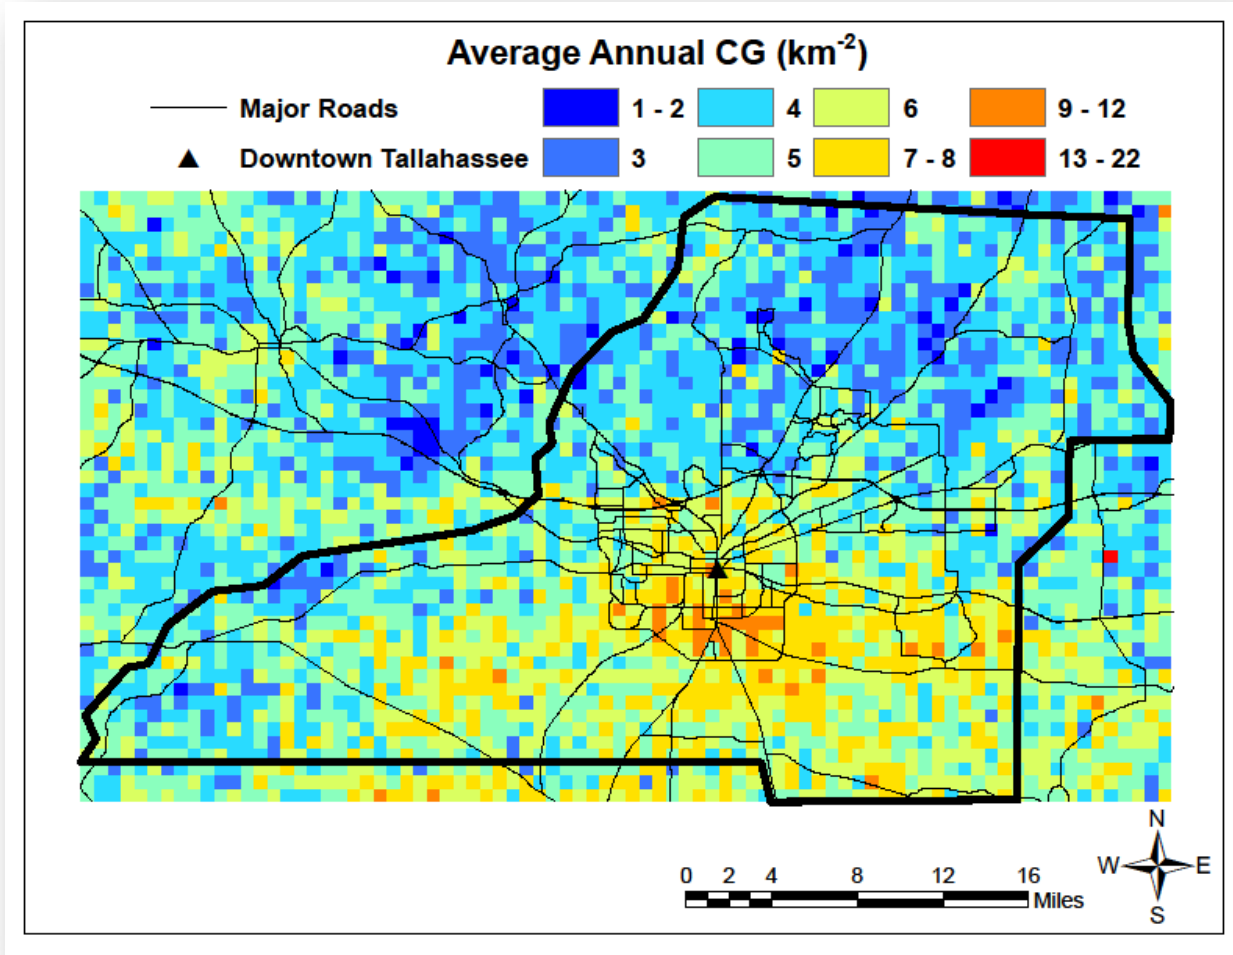 Average Annual CG (km-2)
Major Roads
1 - 2
4
6
9 - 12
Downtown Tallahassee
3
5
7 - 8
13 - 22
N
W E
S
0 2 4 8 12 16
Miles